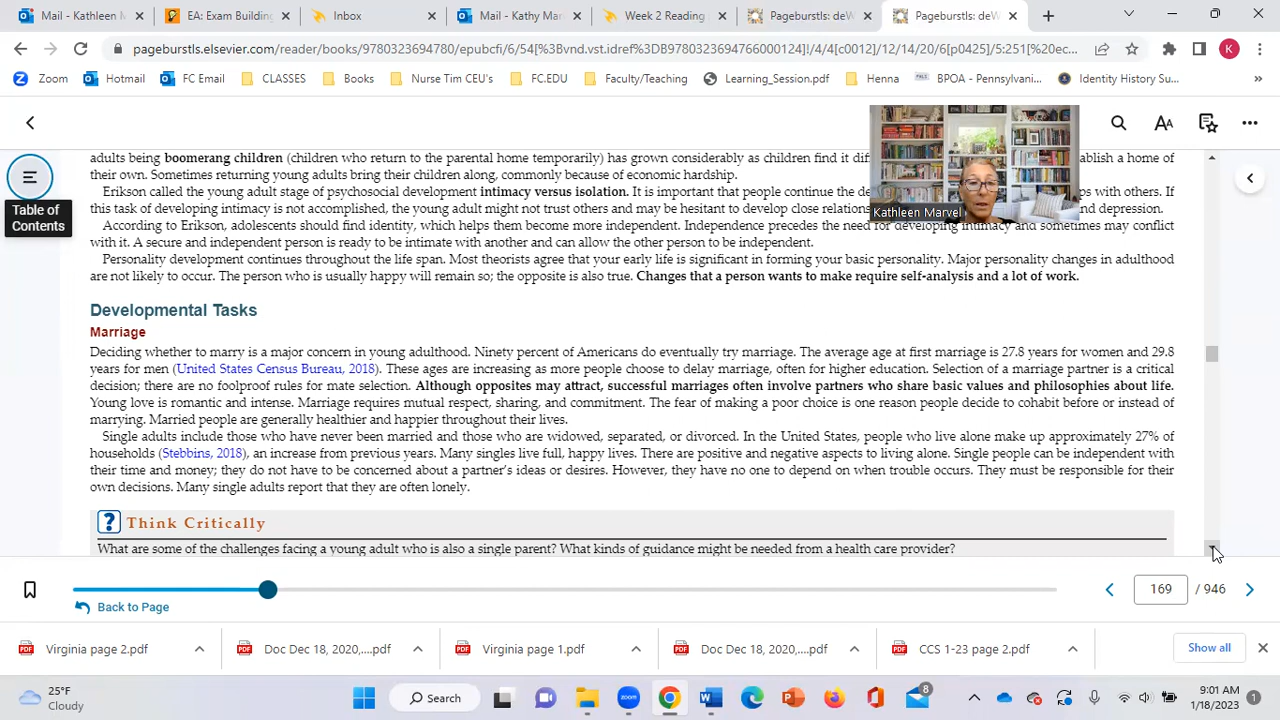 Mail - Kathleen M
EA: Exam Building
Inbox
Mail - Kathy Mar
Week 2 Reading
Pageburstls: deW
Pageburstls: deW
pageburstls.elsevier.com/reader/books/9780323694780/epubcfi/6/54[%3Bvnd.vst.idref%3DB9780323694776000124]!/4/4[c0012]/12/14/20/6[p0425]/5:251[%20ec...
K
Zoom
Hotmail
FC Email
CLASSES
Books
Nurse Tim CEU's
FC.EDU
Faculty/Teaching
Learning_Session.pdf
Henna
BPOA - Pennsylvani...
Identity History Su...
Table of
Contents
adults being boomerang children (children who return to the parental home temporarily) has grown considerably as children find it ablish a home of
their own. Sometimes returning young adults bring their children along, commonly because of economic hardship.
Erikson called the young adult stage of psychosocial development intimacy versus isolation. It is important that people continue the ps with others. If
this task of developing intimacy is not accomplished, the young adult might not trust others and may be hesitant to develop close nd depression.
According to Erikson, adolescents should find identity, which helps them become more independent. Independence precedes the need for developing intimacy and sometimes may conflict
with it. A secure and independent person is ready to be intimate with another and can allow the other person to be independent.
Personality development continues throughout the life span. Most theorists agree that your early life is significant in forming your basic personality. Major personality changes in adulthood
are not likely to occur. The person who is usually happy will remain so; the opposite is also true. Changes that a person wants to make require self-analysis and a lot of work.
Kathleen Marvel
Developmental Tasks
Marriage
Deciding whether to marry is a major concern in young adulthood. Ninety percent of Americans do eventually try marriage. The average age at first marriage is 27.8 years for women and 29.8
years for men (United States Census Bureau, 2018). These ages are increasing as more people choose to delay marriage, often for higher education. Selection of a marriage partner is a critical
decision; there are no foolproof rules for mate selection. Although opposites may attract, successful marriages often involve partners who share basic values and philosophies about life.
Young love is romantic and intense. Marriage requires mutual respect, sharing, and commitment. The fear of making a poor choice is one reason people decide to cohabit before or instead of
marrying. Married people are generally healthier and happier throughout their lives.
Single adults include those who have never been married and those who are widowed, separated, or divorced. In the United States, people who live alone make up approximately 27% of
households (Stebbins, 2018), an increase from previous years. Many singles live full, happy lives. There are positive and negative aspects to living alone. Single people can be independent with
their time and money; they do not have to be concerned about a partner's ideas or desires. However, they have no one to depend on when trouble occurs. They must be responsible for their
own decisions. Many single adults report that they are often lonely.
? Think Critically
What are some of the challenges facing a young adult who is also a single parent? What kinds of guidance might be needed from a health care provider?
Back to Page
169 / 946
Virginia page 2.pdf
Doc Dec 18, 2020,....pdf
Virginia page 1.pdf
Doc Dec 18, 2020,....pdf
CCS 1-23 page 2.pdf
Show all
25°F
Cloudy
Search
8
9:01 AM
1/18/2023
1